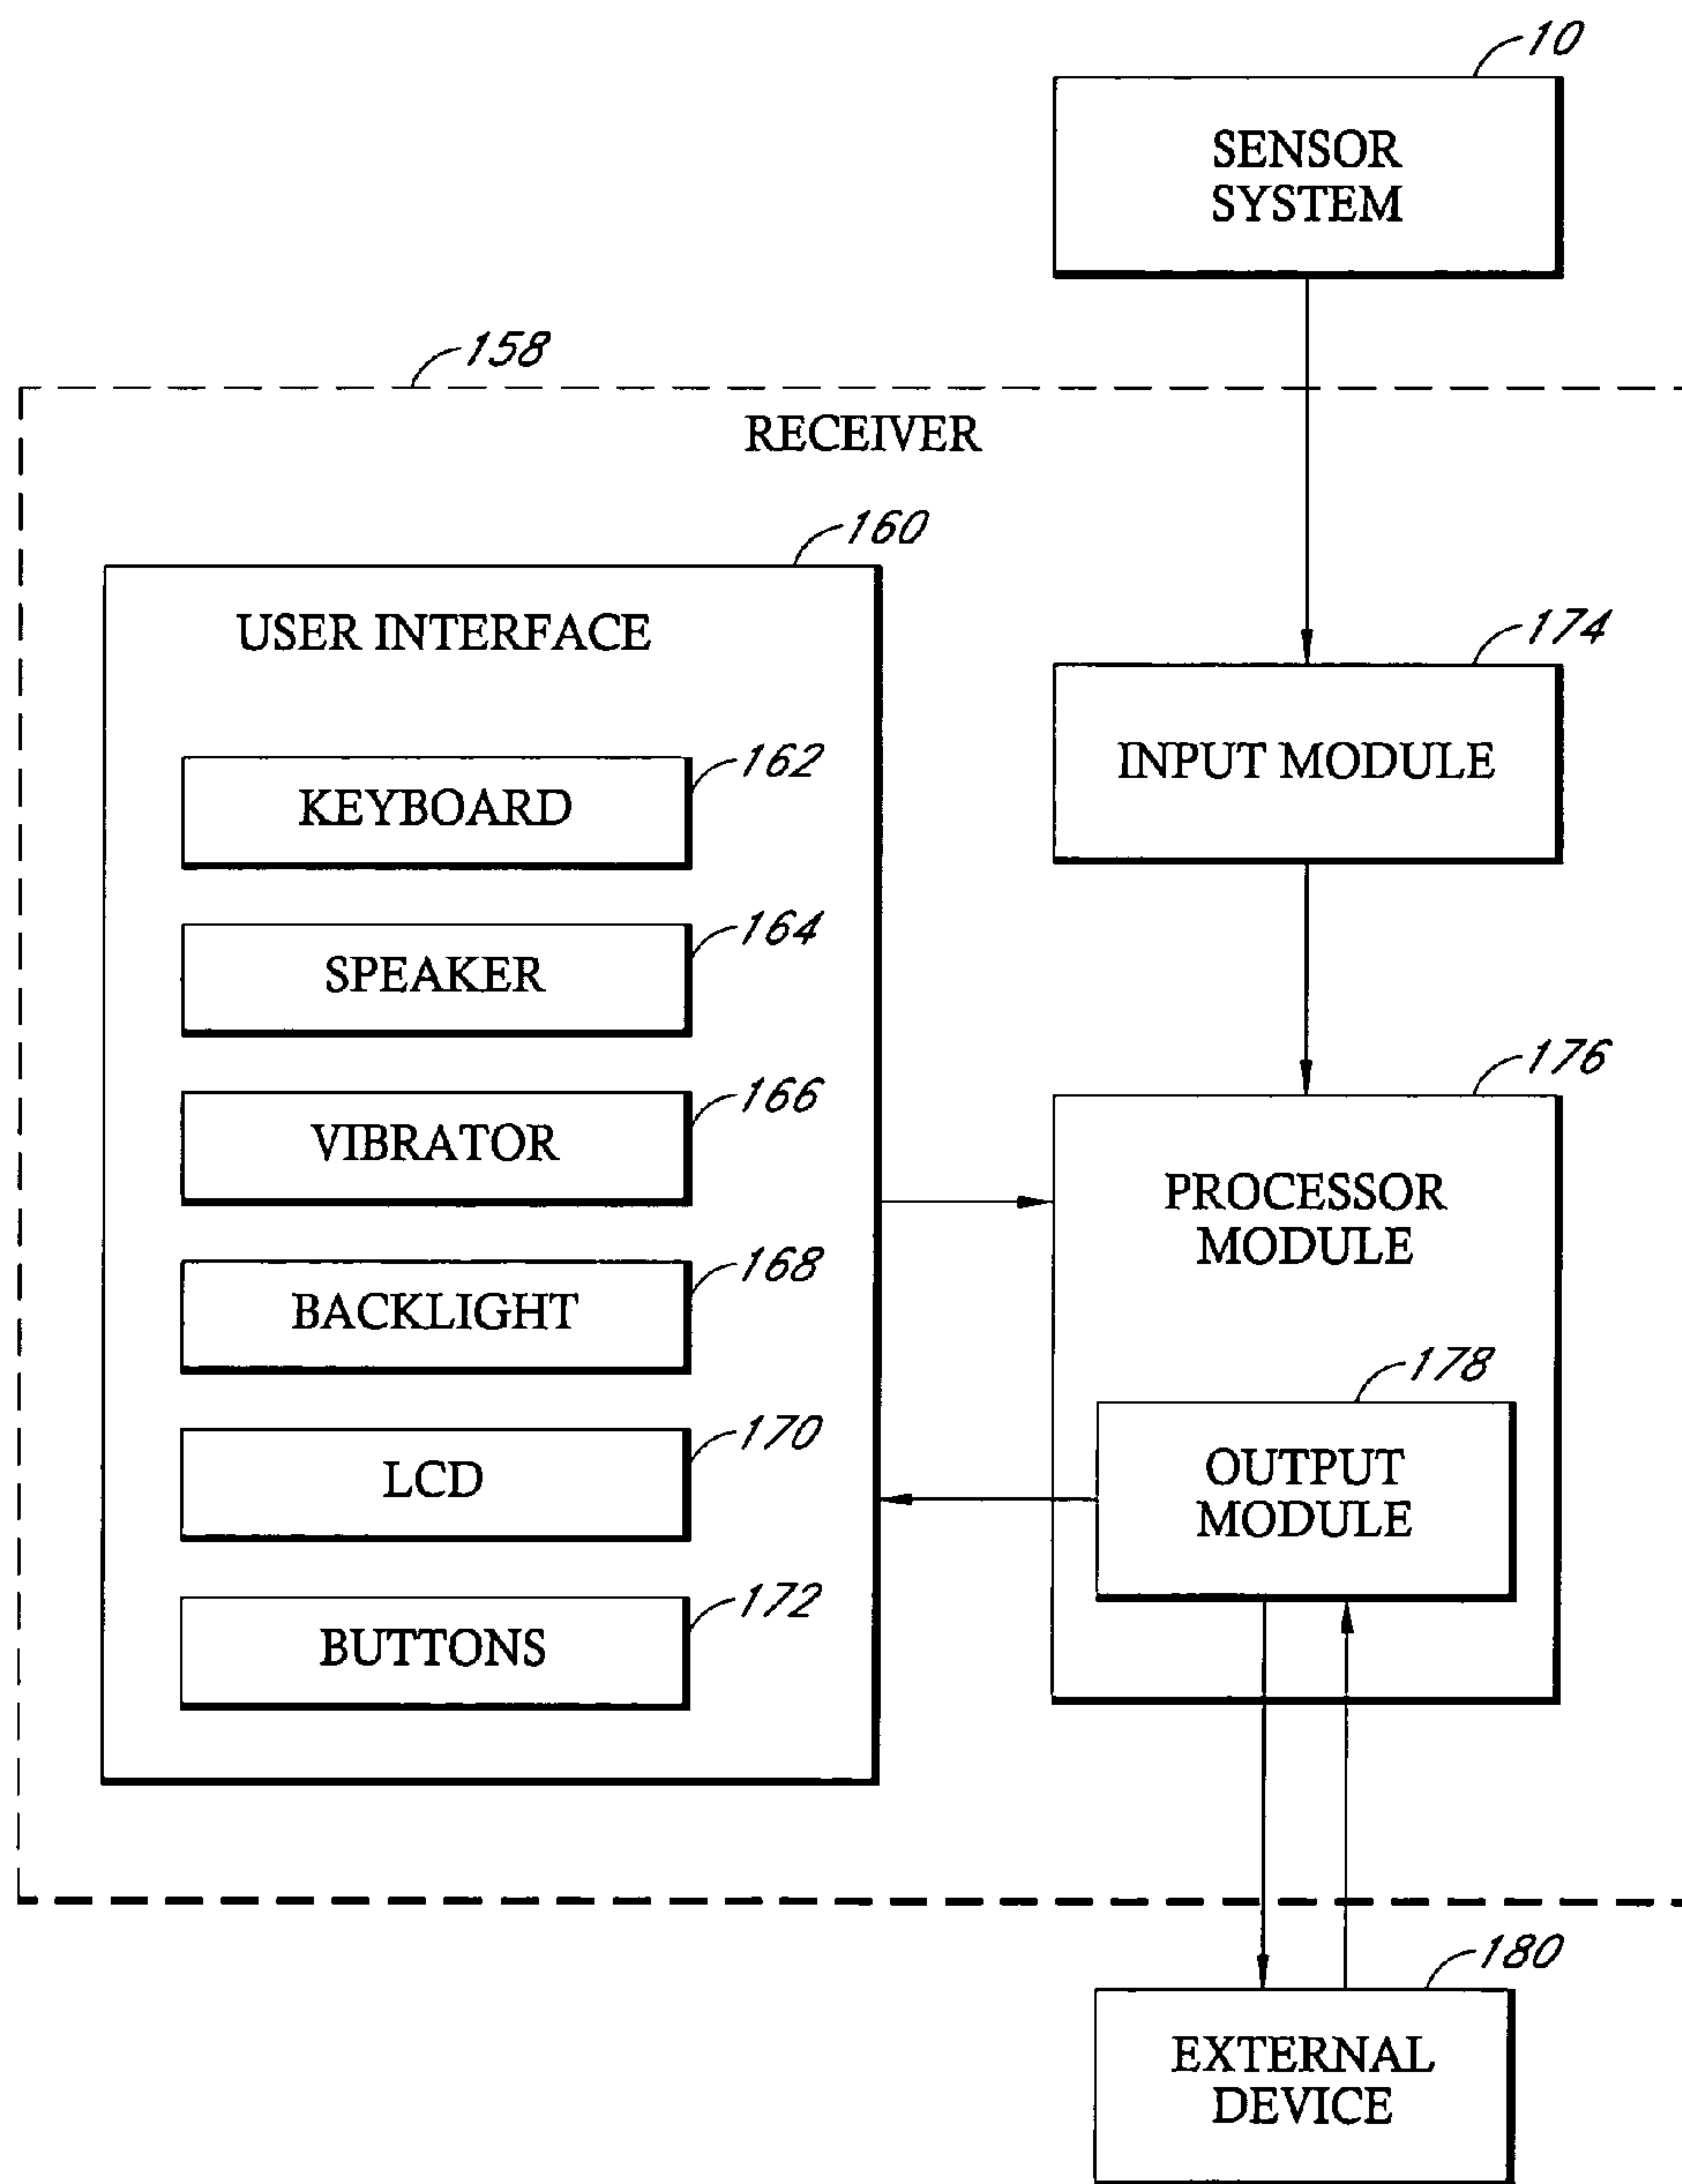 10
SENSOR
SYSTEM
158
RECEIVER
160
USER INTERFACE
174
INPUT MODULE
162
KEYBOARD
164
SPEAKER
166
VIBRATOR
168
BACKLIGHT
170
LCD
172
BUTTONS
176
PROCESSOR
MODULE
178
OUTPUT
MODULE
180
EXTERNAL
DEVICE